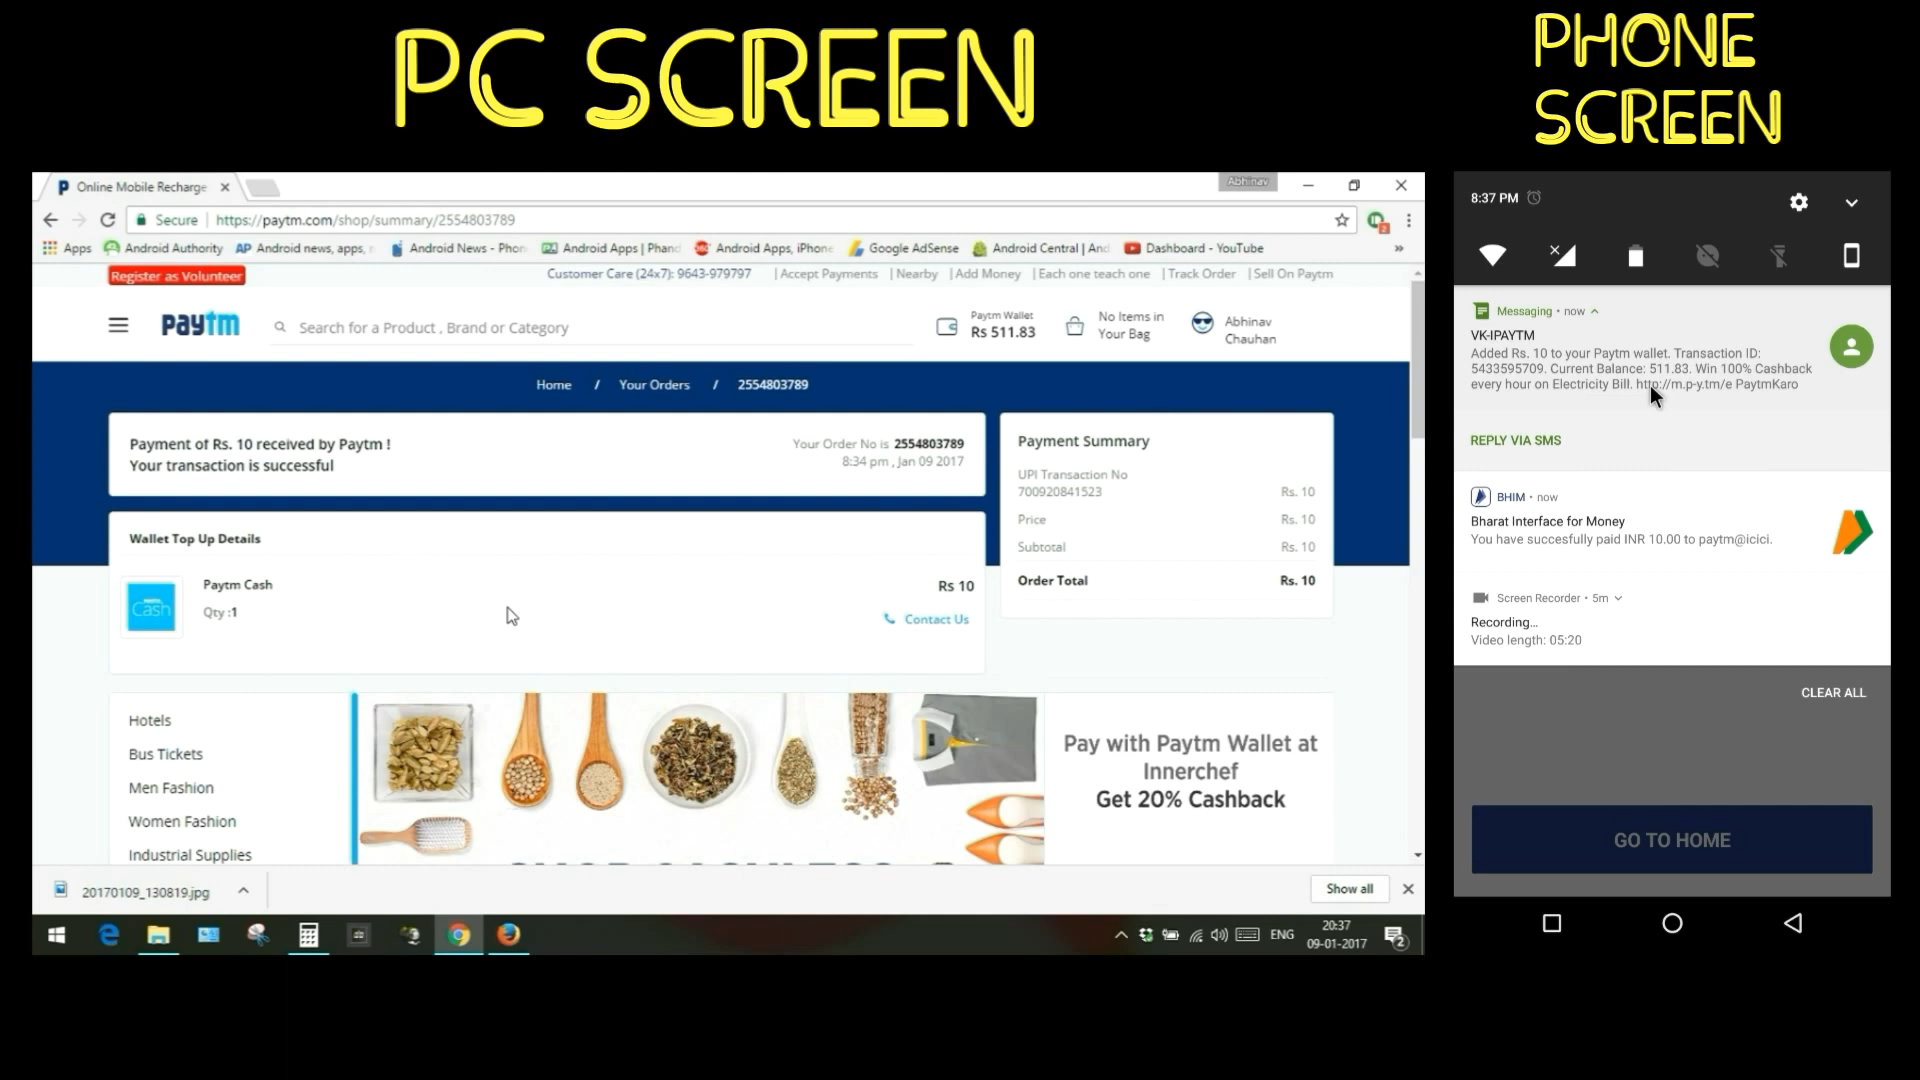 PC SCREEN
PHONE
SCREEN
Online Mobile Recharge
Abhinav
Secure
https://paytm.com/shop/summary/2554803789
Apps
Android Authority
AP Android news, apps,
Android News - Phon
Android Apps | Phand
Android Apps, iPhone
Google AdSense
Android Central | And
Dashboard - YouTube
»
Register as Volunteer
Customer Care (24x7): 9643-979797
|Accept Payments |Nearby |Add Money |Each one teach one |Track Order |Sell On Paytm
paytm
Search for a Product , Brand or Category
Paytm Wallet
Rs 511.83
No Items in
Your Bag
Abhinav
Chauhan
Home / Your Orders / 2554803789
Payment of Rs. 10 received by Paytm !
Your transaction is successful
Your Order No is 2554803789
8:34 pm , Jan 09 2017
Payment Summary
UPI Transaction No
700920841523 Rs. 10
Price Rs. 10
Subtotal Rs. 10
Order Total Rs. 10
Wallet Top Up Details
Cash
Paytm Cash
Rs 10
Qty :1
Contact Us
Hotels
Bus Tickets
Men Fashion
Women Fashion
Industrial Supplies
Pay with Paytm Wallet at
Innerchef
Get 20% Cashback
20170109_130819.jpg
Show all
ENG
20:37
09-01-2017
2
8:37 PM
Messaging • now
VK-IPAYTM
Added Rs. 10 to your Paytm wallet. Transaction ID:
5433595709. Current Balance: 511.83. Win 100% Cashback
every hour on Electricity Bill. http://m.p-y.tm/e PaytmKaro
REPLY VIA SMS
BHIM • now
Bharat Interface for Money
You have succesfully paid INR 10.00 to paytm@icici.
Screen Recorder • 5m
Recording...
Video length: 05:20
CLEAR ALL
GO TO HOME